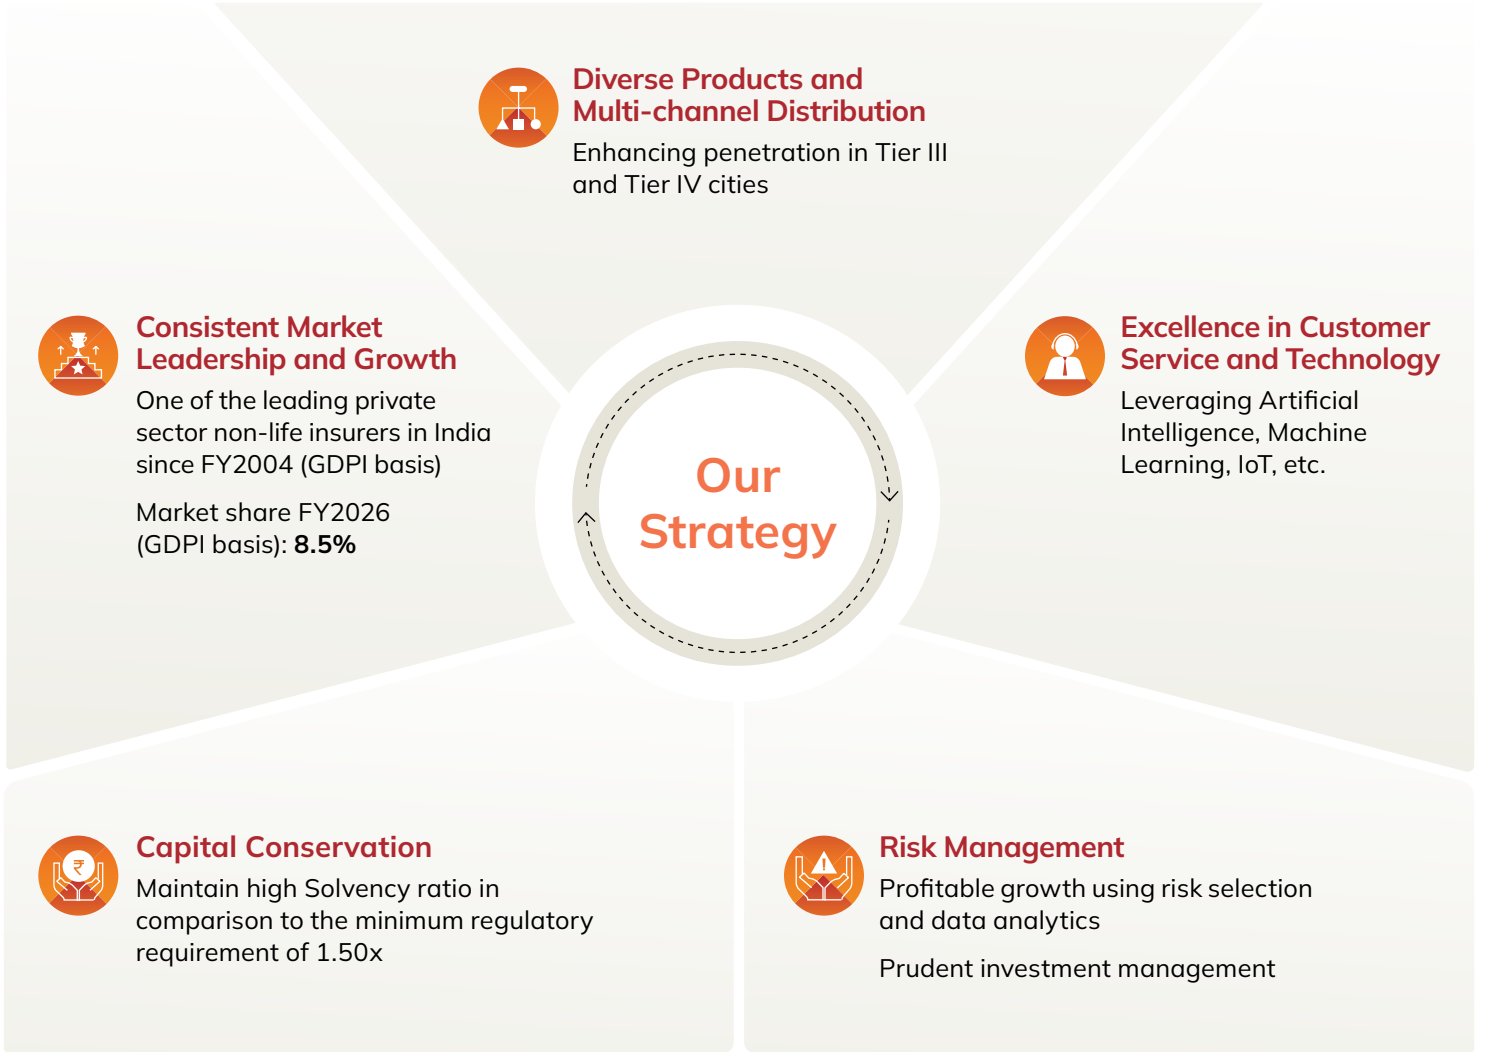 Diverse Products and
Multi-channel Distribution
Enhancing penetration in Tier III
and Tier IV cities
Consistent Market
Leadership and Growth
One of the leading private
sector non-life insurers in India
since FY2004 (GDPI basis)
Market share FY2026
(GDPI basis): 8.5%
Excellence in Customer
Service and Technology
Leveraging Artificial
Intelligence, Machine
Learning, IoT, etc.
Our
Strategy
Capital Conservation
₹
Maintain high Solvency ratio in
comparison to the minimum regulatory
requirement of 1.50x
Risk Management
Profitable growth using risk selection
and data analytics
Prudent investment management